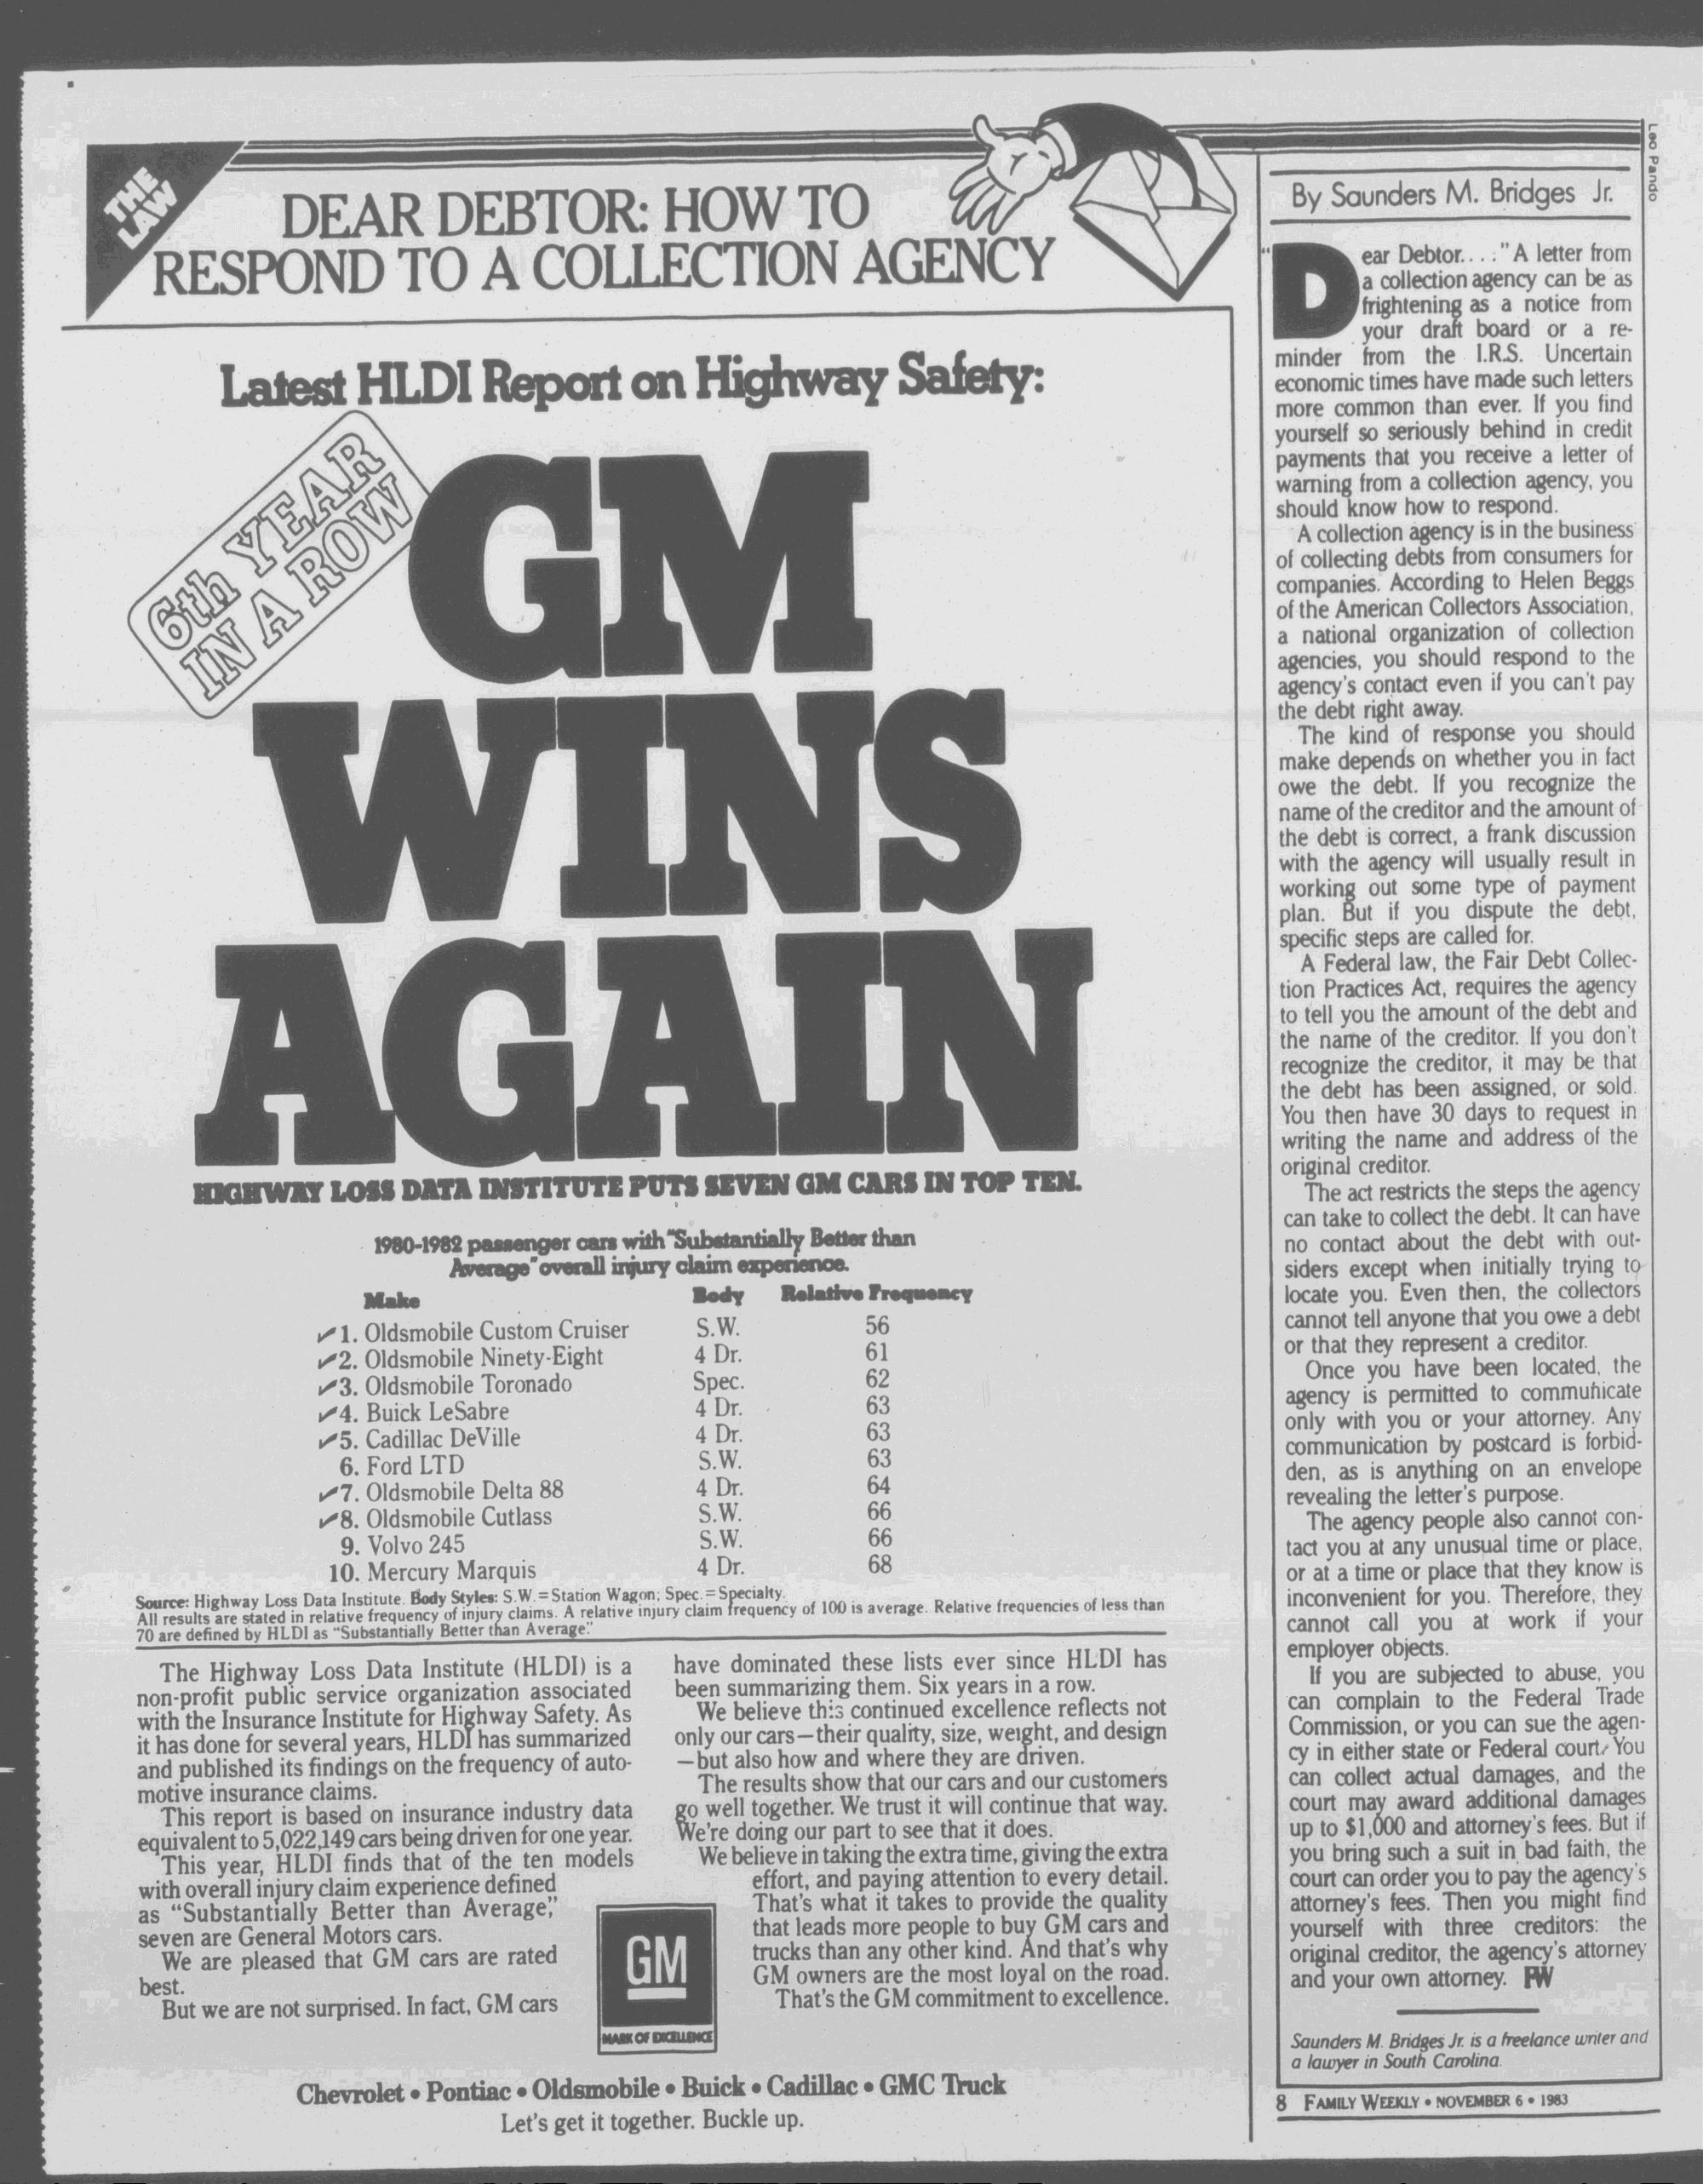 THE
LAW
DEAR DEBTOR: HOW TO
RESPOND TO A COLLECTION AGENCY
Latest HLDI Report on Highway Safety:
6th YEAR
IN A ROW
GM
WINS
AGAIN
HIGHWAY LOSS DATA INSTITUTE PUTS SEVEN GM CARS IN TOP TEN.
1980-1982 passenger cars with "Substantially Better than
Average" overall injury claim experience.
Make Body Relative Frequency
✓1. Oldsmobile Custom Cruiser S.W. 56
✓2. Oldsmobile Ninety-Eight 4 Dr. 61
✓3. Oldsmobile Toronado Spec. 62
✓4. Buick LeSabre 4 Dr. 63
✓5. Cadillac DeVille 4 Dr. 63
6. Ford LTD S.W. 63
✓7. Oldsmobile Delta 88 4 Dr. 64
✓8. Oldsmobile Cutlass S.W. 66
9. Volvo 245 S.W. 66
10. Mercury Marquis 4 Dr. 68
Source: Highway Loss Data Institute. Body Styles: S.W.=Station Wagon; Spec.=Specialty.
All results are stated in relative frequency of injury claims. A relative injury claim frequency of 100 is average. Relative frequencies of less than
70 are defined by HLDI as "Substantially Better than Average."
The Highway Loss Data Institute (HLDI) is a
non-profit public service organization associated
with the Insurance Institute for Highway Safety. As
it has done for several years, HLDI has summarized
and published its findings on the frequency of auto-
motive insurance claims.
This report is based on insurance industry data
equivalent to 5,022,149 cars being driven for one year.
This year, HLDI finds that of the ten models
with overall injury claim experience defined
as "Substantially Better than Average,"
seven are General Motors cars.
We are pleased that GM cars are rated
best.
But we are not surprised. In fact, GM cars
have dominated these lists ever since HLDI has
been summarizing them. Six years in a row.
We believe this continued excellence reflects not
only our cars—their quality, size, weight, and design
—but also how and where they are driven.
The results show that our cars and our customers
go well together. We trust it will continue that way.
We're doing our part to see that it does.
We believe in taking the extra time, giving the extra
effort, and paying attention to every detail.
That's what it takes to provide the quality
that leads more people to buy GM cars and
trucks than any other kind. And that's why
GM owners are the most loyal on the road.
That's the GM commitment to excellence.
GM
MARK OF EXCELLENCE
Chevrolet • Pontiac • Oldsmobile • Buick • Cadillac • GMC Truck
Let's get it together. Buckle up.
Leo Pando
By Saunders M. Bridges Jr.
"Dear Debtor. . . ." A letter from
a collection agency can be as
frightening as a notice from
your draft board or a re-
minder from the I.R.S. Uncertain
economic times have made such letters
more common than ever. If you find
yourself so seriously behind in credit
payments that you receive a letter of
warning from a collection agency, you
should know how to respond.
A collection agency is in the business
of collecting debts from consumers for
companies. According to Helen Beggs
of the American Collectors Association,
a national organization of collection
agencies, you should respond to the
agency's contact even if you can't pay
the debt right away.
The kind of response you should
make depends on whether you in fact
owe the debt. If you recognize the
name of the creditor and the amount of
the debt is correct, a frank discussion
with the agency will usually result in
working out some type of payment
plan. But if you dispute the debt,
specific steps are called for.
A Federal law, the Fair Debt Collec-
tion Practices Act, requires the agency
to tell you the amount of the debt and
the name of the creditor. If you don't
recognize the creditor, it may be that
the debt has been assigned, or sold.
You then have 30 days to request in
writing the name and address of the
original creditor.
The act restricts the steps the agency
can take to collect the debt. It can have
no contact about the debt with out-
siders except when initially trying to
locate you. Even then, the collectors
cannot tell anyone that you owe a debt
or that they represent a creditor.
Once you have been located, the
agency is permitted to communicate
only with you or your attorney. Any
communication by postcard is forbid-
den, as is anything on an envelope
revealing the letter's purpose.
The agency people also cannot con-
tact you at any unusual time or place,
or at a time or place that they know is
inconvenient for you. Therefore, they
cannot call you at work if your
employer objects.
If you are subjected to abuse, you
can complain to the Federal Trade
Commission, or you can sue the agen-
cy in either state or Federal court. You
can collect actual damages, and the
court may award additional damages
up to $1,000 and attorney's fees. But if
you bring such a suit in bad faith, the
court can order you to pay the agency's
attorney's fees. Then you might find
yourself with three creditors: the
original creditor, the agency's attorney
and your own attorney. FW
Saunders M. Bridges Jr. is a freelance writer and
a lawyer in South Carolina.
8 FAMILY WEEKLY • NOVEMBER 6 • 1983